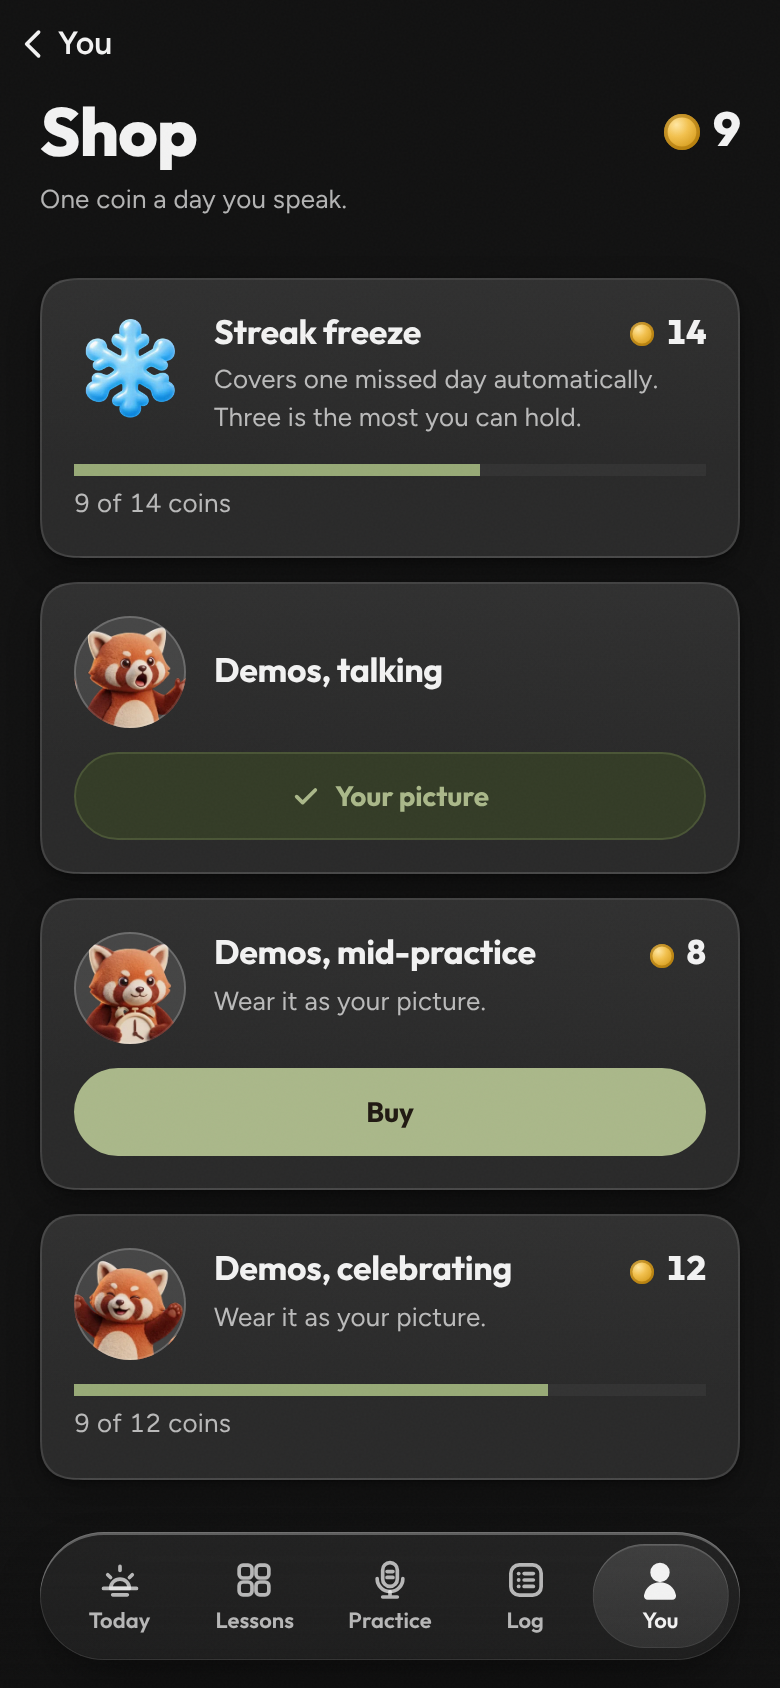 You
Shop
9
One coin a day you speak.
Streak freeze
14
Covers one missed day automatically.
Three is the most you can hold.
9 of 14 coins
Demos, talking
Your picture
Demos, mid-practice
8
Wear it as your picture.
Buy
Demos, celebrating
12
Wear it as your picture.
9 of 12 coins
Today
Lessons
Practice
Log
You